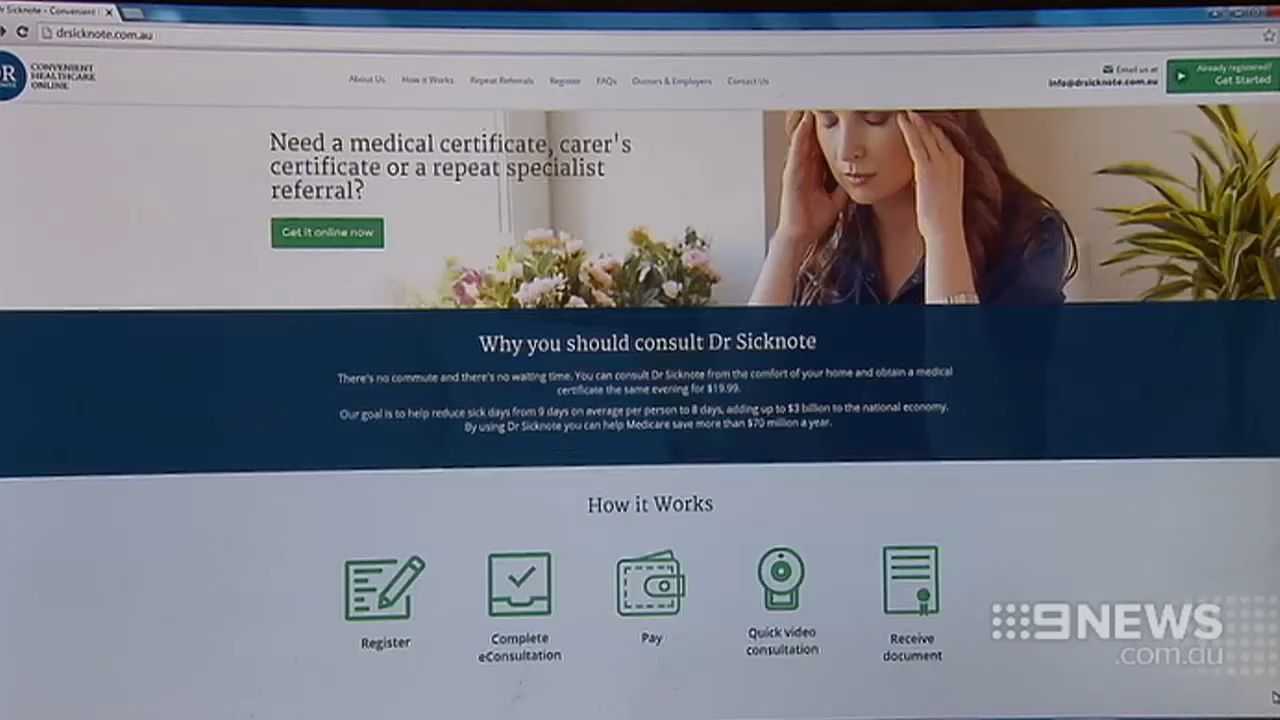 r Sicknote - Convenient
drsicknote.com.au
CONVENIENT
HEALTHCARE
ONLINE
About Us
How it Works
Repeat Referrals
Register
FAQs
Doctors & Employers
Contact Us
Email us at
info@drsicknote.com.au
Already registered?
Get Started
Need a medical certificate, carer's
certificate or a repeat specialist
referral?
Get it online now
Why you should consult Dr Sicknote
There's no commute and there's no waiting time. You can consult Dr Sicknote from the comfort of your home and obtain a medical
certificate the same evening for $19.99.
Our goal is to help reduce sick days from 9 days on average per person to 8 days, adding up to $3 billion to the national economy.
By using Dr Sicknote you can help Medicare save more than $70 million a year.
How it Works
Register
Complete
eConsultation
Pay
Quick video
consultation
Receive
document
9NEWS
.com.au